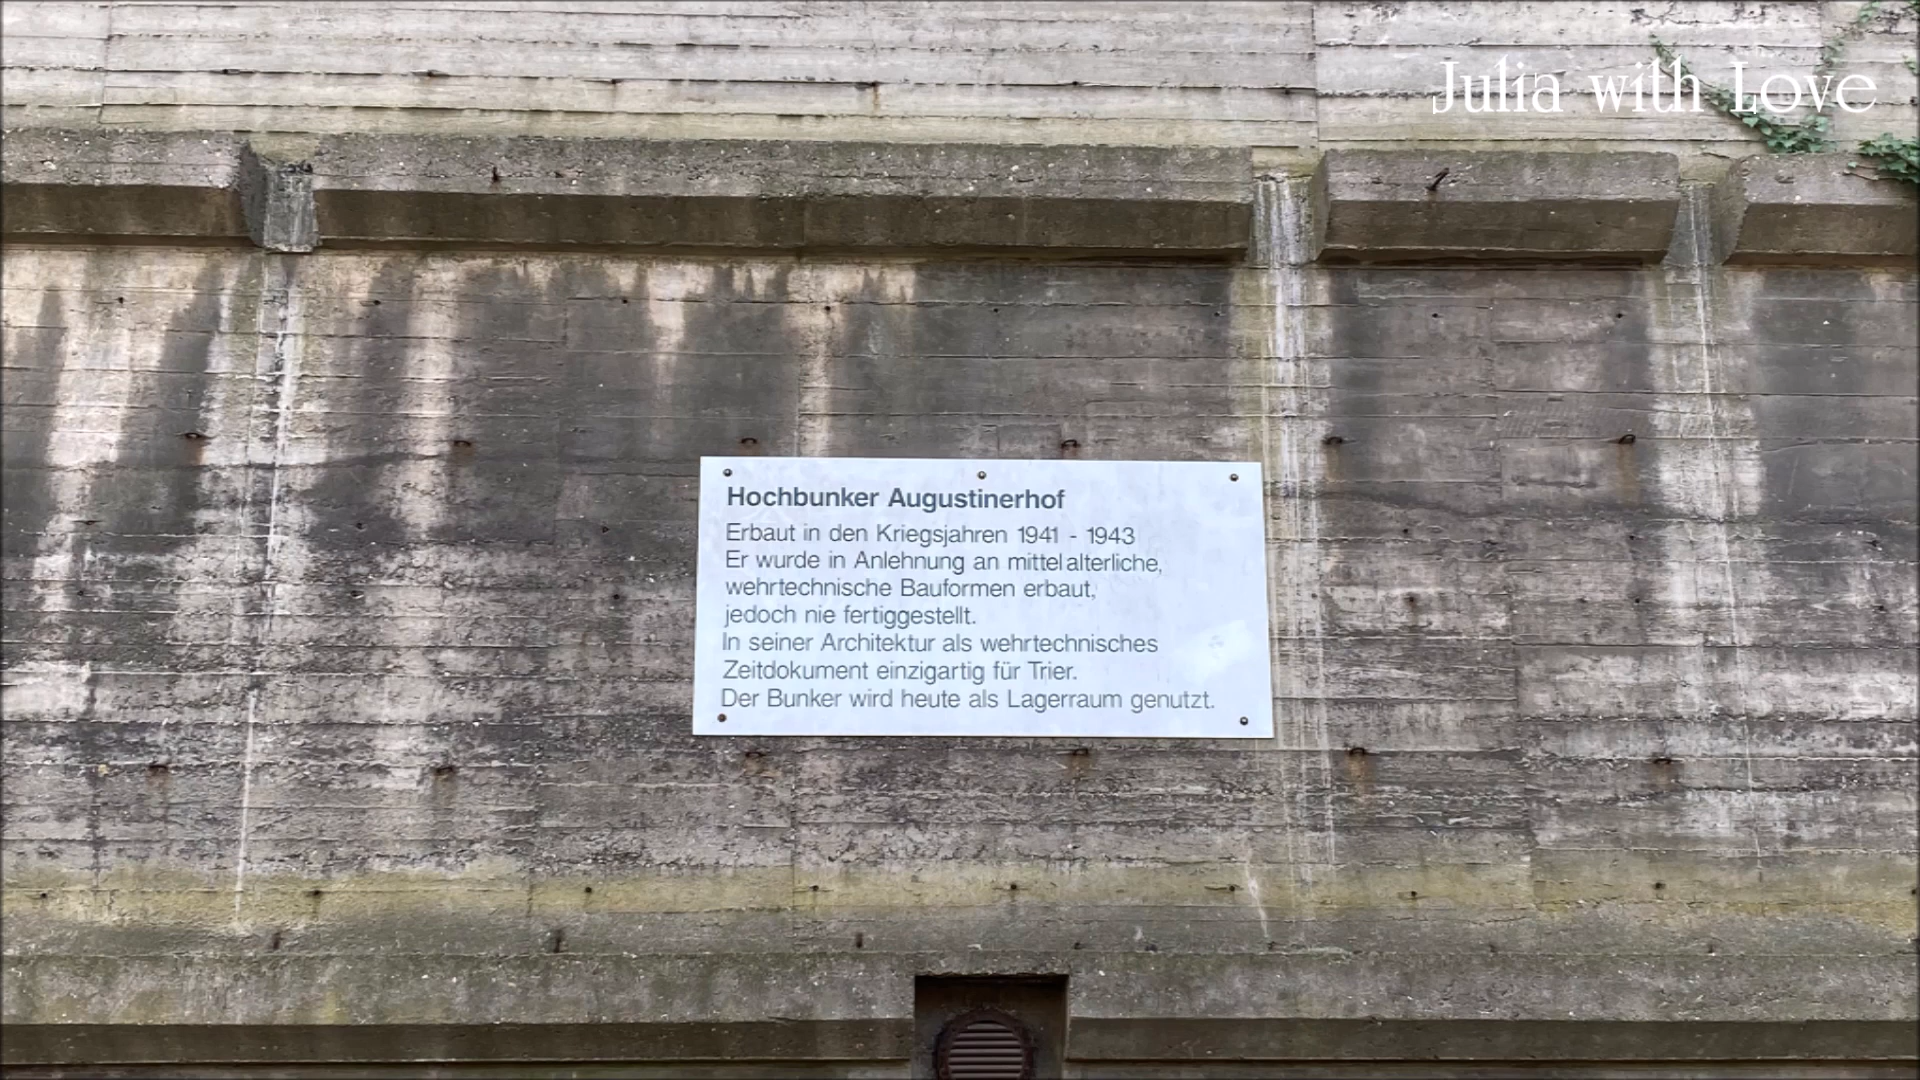 Julia with Love
Hochbunker Augustinerhof
Erbaut in den Kriegsjahren 1941 - 1943
Er wurde in Anlehnung an mittelalterliche,
wehrtechnische Bauformen erbaut,
jedoch nie fertiggestellt.
In seiner Architektur als wehrtechnisches
Zeitdokument einzigartig für Trier.
Der Bunker wird heute als Lagerraum genutzt.